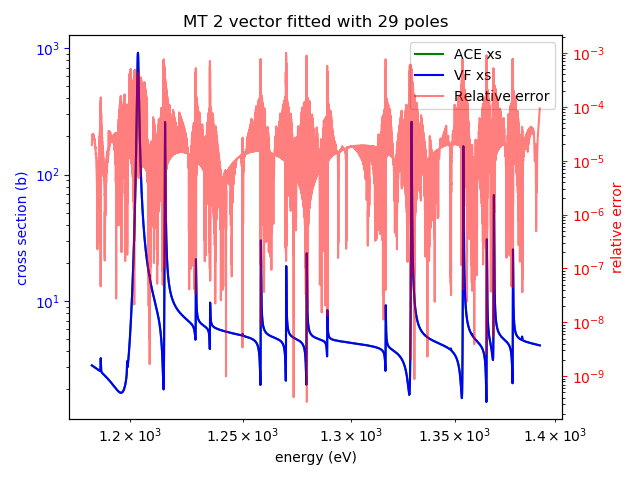 MT 2 vector fitted with 29 poles
ACE xs
VF xs
Relative error
cross section (b)
10³
10²
10¹
relative error
10⁻³
10⁻⁴
10⁻⁵
10⁻⁶
10⁻⁷
10⁻⁸
10⁻⁹
1.2 × 10³ 1.25 × 10³ 1.3 × 10³ 1.35 × 10³ 1.4 × 10³
energy (eV)